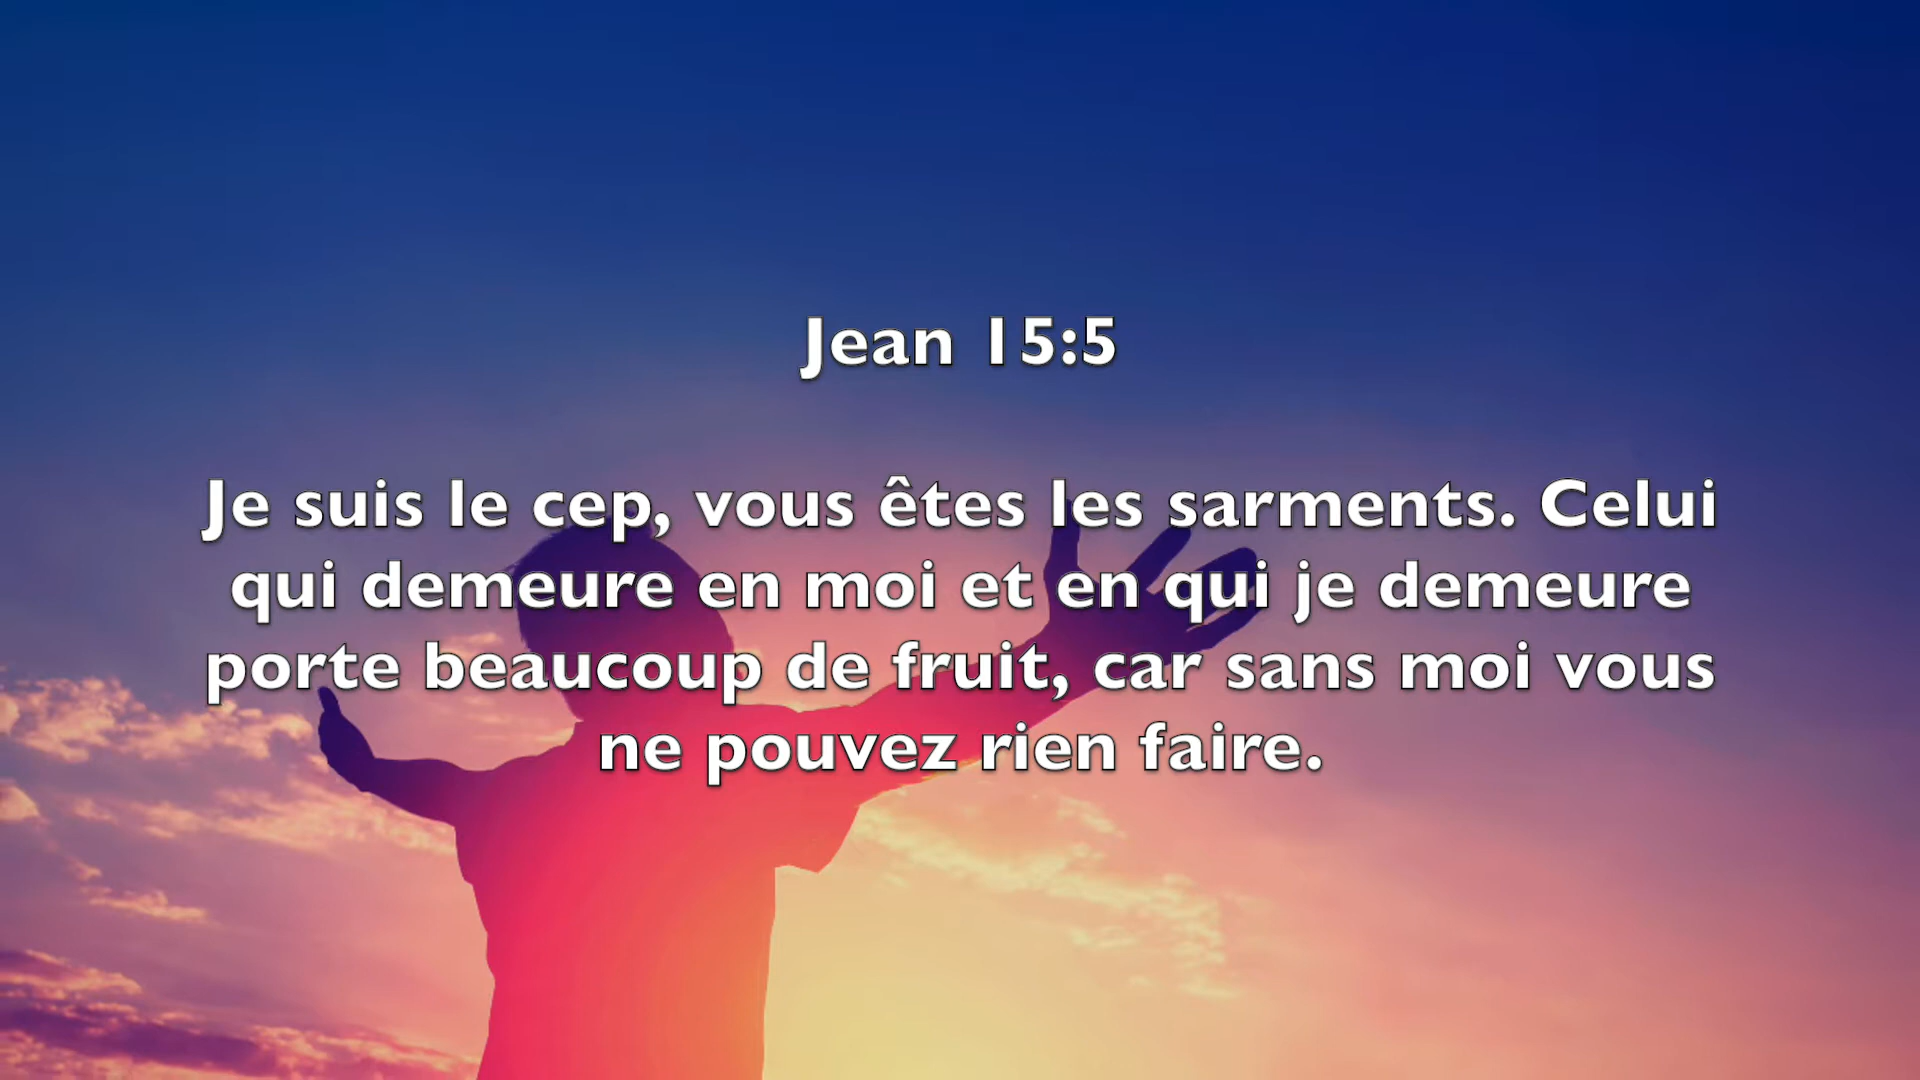 Jean 15:5
Je suis le cep, vous êtes les sarments. Celui
qui demeure en moi et en qui je demeure
porte beaucoup de fruit, car sans moi vous
ne pouvez rien faire.